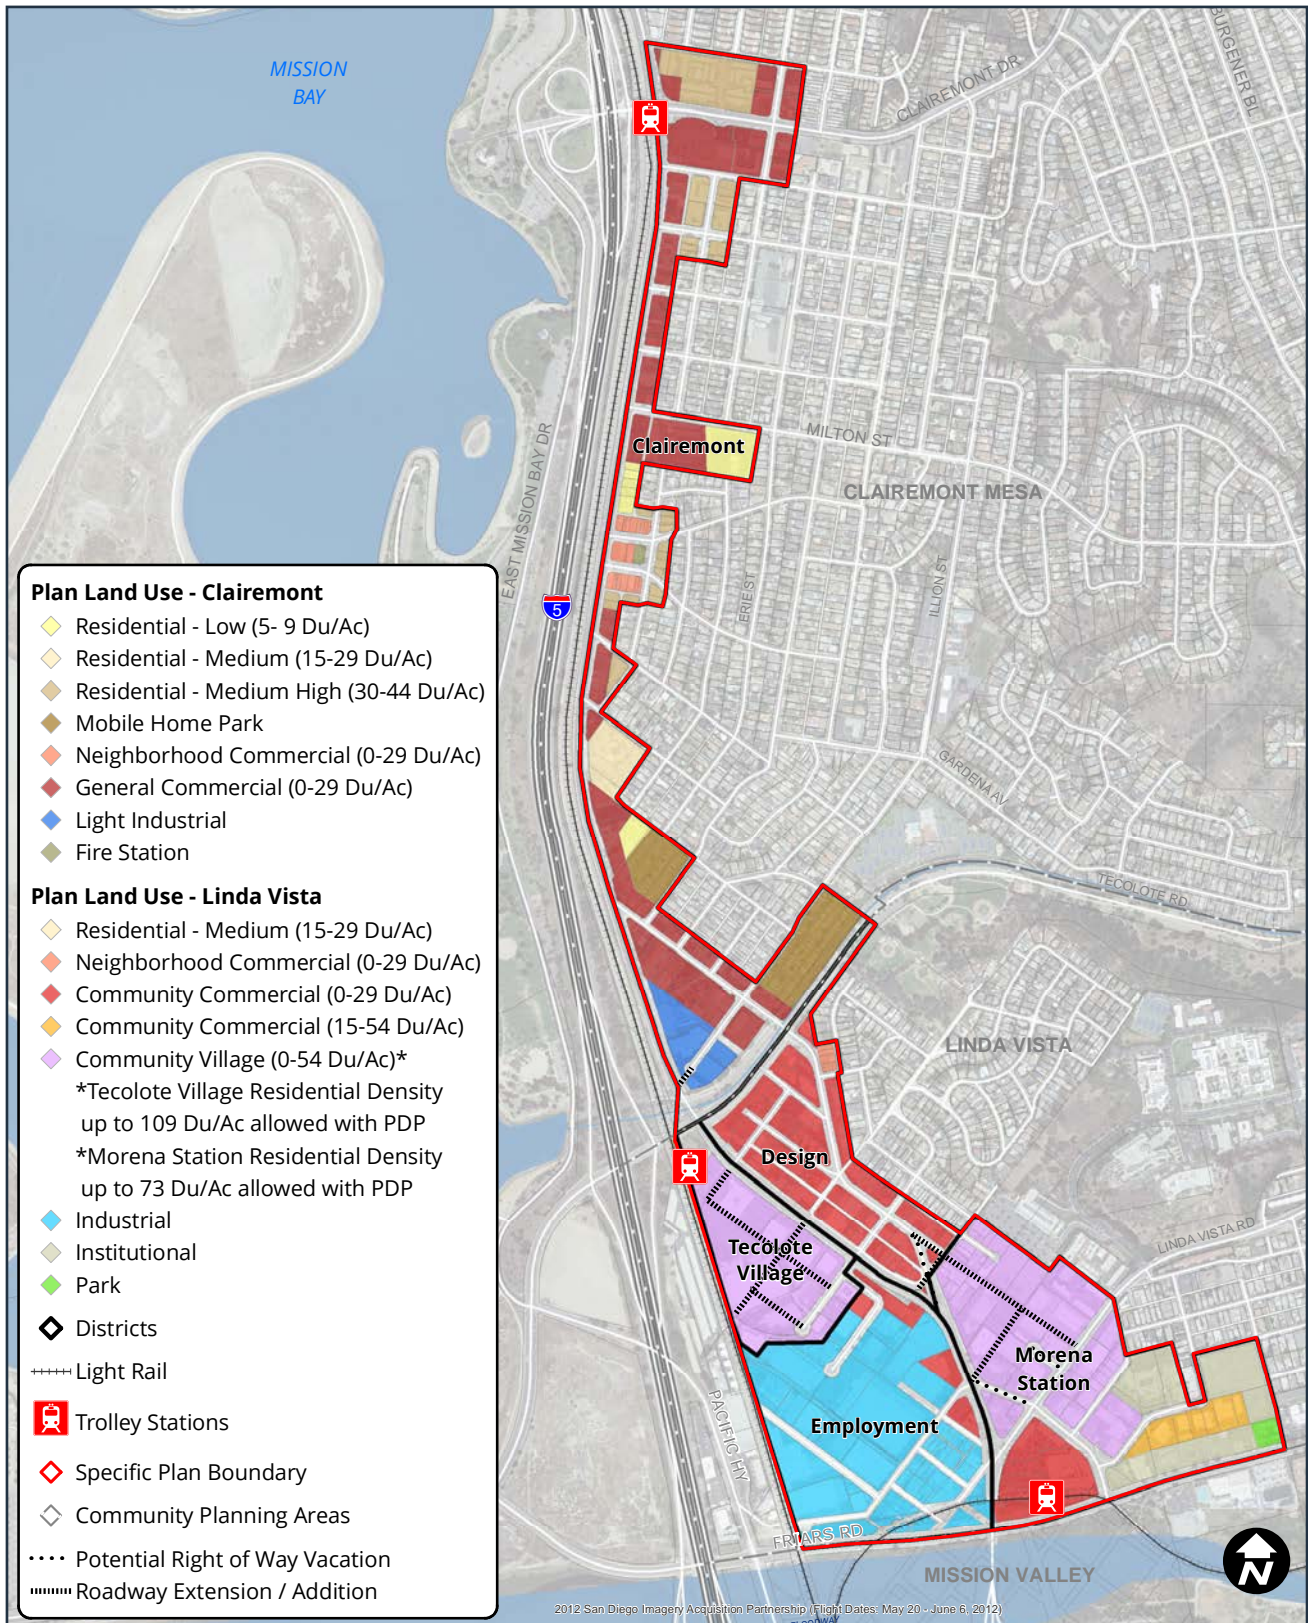 MISSION
BAY
CLAIREMONT DR
BURGENER BL
Clairemont
MILTON ST
CLAIREMONT MESA
EAST MISSION BAY DR
5
ERIE ST
ILLION ST
GARDENA AV
TECOLOTE RD
LINDA VISTA
Design
Tecolote
Village
LINDA VISTA RD
Morena
Station
PACIFIC HY
Employment
FRIARS RD
MISSION VALLEY
N
Plan Land Use - Clairemont
Residential - Low (5- 9 Du/Ac)
Residential - Medium (15-29 Du/Ac)
Residential - Medium High (30-44 Du/Ac)
Mobile Home Park
Neighborhood Commercial (0-29 Du/Ac)
General Commercial (0-29 Du/Ac)
Light Industrial
Fire Station
Plan Land Use - Linda Vista
Residential - Medium (15-29 Du/Ac)
Neighborhood Commercial (0-29 Du/Ac)
Community Commercial (0-29 Du/Ac)
Community Commercial (15-54 Du/Ac)
Community Village (0-54 Du/Ac)*
*Tecolote Village Residential Density
up to 109 Du/Ac allowed with PDP
*Morena Station Residential Density
up to 73 Du/Ac allowed with PDP
Industrial
Institutional
Park
Districts
Light Rail
Trolley Stations
Specific Plan Boundary
Community Planning Areas
Potential Right of Way Vacation
Roadway Extension / Addition
2012 San Diego Imagery Acquisition Partnership (Flight Dates: May 20 - June 6, 2012)